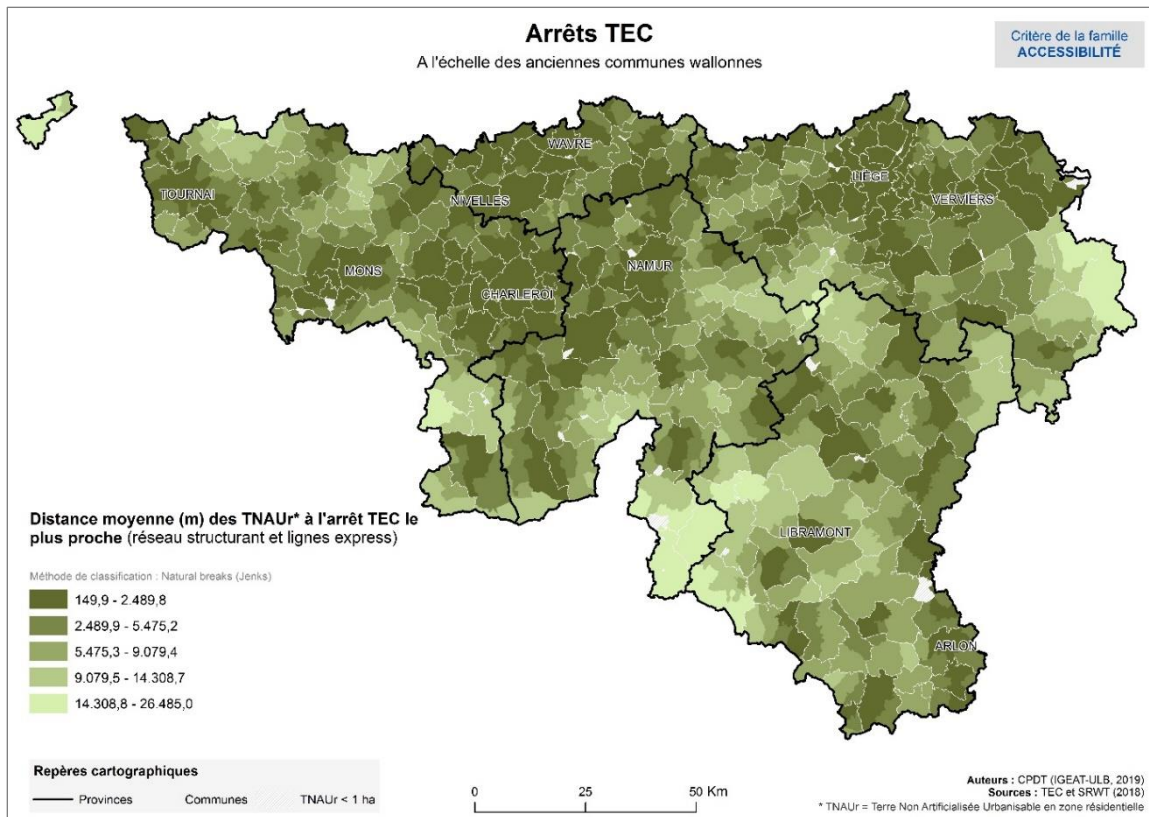 Arrêts TEC
A l'échelle des anciennes communes wallonnes
Critère de la famille
ACCESSIBILITÉ
WAVRE
TOURNAI
NIVELLES
LIÈGE
VERVIERS
MONS
NAMUR
CHARLEROI
LIBRAMONT
ARLON
Distance moyenne (m) des TNAUr* à l'arrêt TEC le
plus proche (réseau structurant et lignes express)
Méthode de classification : Natural breaks (Jenks)
149,9 - 2.489,8
2.489,9 - 5.475,2
5.475,3 - 9.079,4
9.079,5 - 14.308,7
14.308,8 - 26.485,0
Repères cartographiques
Provinces Communes TNAUr < 1 ha
0 25 50 Km
Auteurs : CPDT (IGEAT-ULB, 2019)
Sources : TEC et SRWT (2018)
* TNAUr = Terre Non Artificialisée Urbanisable en zone résidentielle